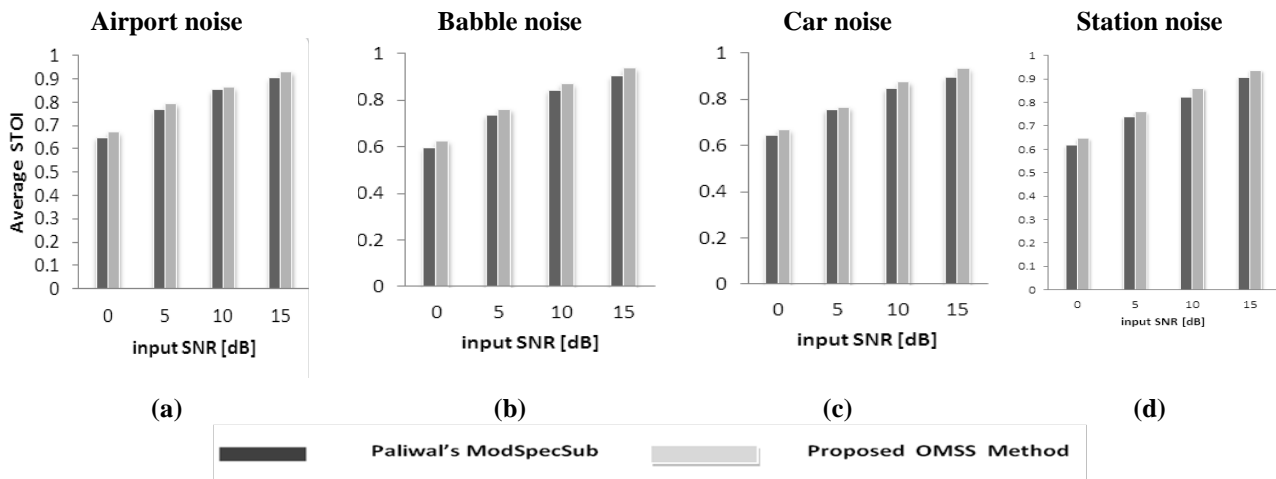 Airport noise
Babble noise
Car noise
Station noise
Average STOI
1
0.9
0.8
0.7
0.6
0.5
0.4
0.3
0.2
0.1
0
0 5 10 15
input SNR [dB]
1
0.8
0.6
0.4
0.2
0
0 5 10 15
input SNR [dB]
1
0.8
0.6
0.4
0.2
0
0 5 10 15
input SNR [dB]
1
0.9
0.8
0.7
0.6
0.5
0.4
0.3
0.2
0.1
0
0 5 10 15
input SNR [dB]
(a)
(b)
(c)
(d)
Paliwal's ModSpecSub
Proposed OMSS Method